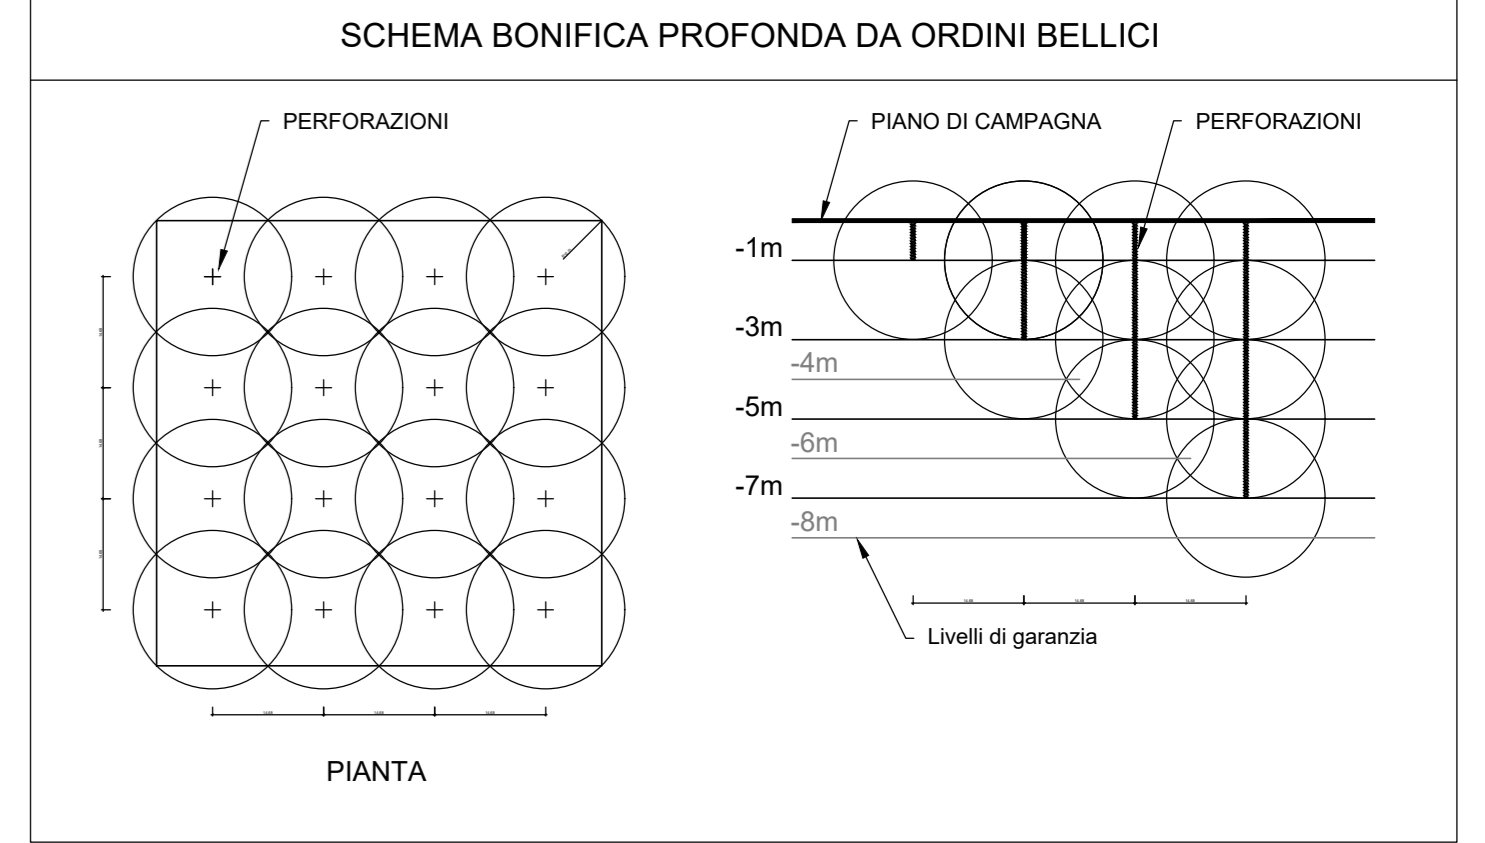 SCHEMA BONIFICA PROFONDA DA ORDINI BELLICI
PERFORAZIONI
PIANTA
PIANO DI CAMPAGNA
PERFORAZIONI
-1m
-3m
-4m
-5m
-6m
-7m
-8m
Livelli di garanzia